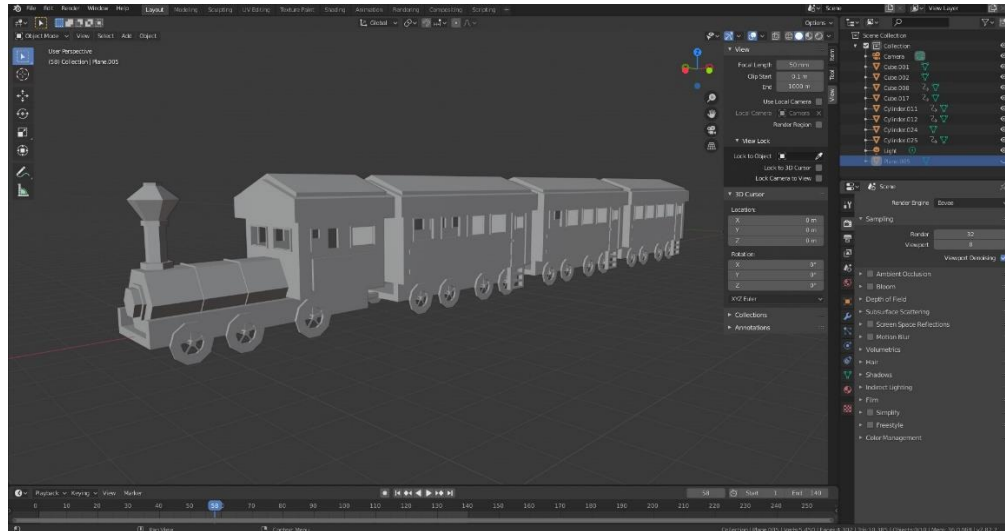 File Edit Render Window Help Layout Modeling Sculpting UV Editing Texture Paint Shading Animation Rendering Compositing Scripting + Scene View Layer
Global Options
Object Mode View Select Add Object
User Perspective
(58) Collection | Plane.001
View
Focal Length 50 mm
Clip Start 0.1 m
End 1000 m
Use Local Camera
Local Camera Camera
Render Region
View Lock
Lock to Object
Lock to 3D Cursor
Lock Camera to View
3D Cursor
Location:
X 0 m
Y 0 m
Z 0 m
Rotation:
X 0°
Y 0°
Z 0°
XYZ Euler
Collections
Annotations
Item
Tool
View
Scene Collection
Collection
Camera
Cube.001
Cube.002
Cube.008
Cube.017
Cylinder.011
Cylinder.012
Cylinder.024
Cylinder.025
Light
Scene
Render Engine Eevee
Sampling
Render 32
Viewport 8
Viewport Denoising
Ambient Occlusion
Bloom
Depth of Field
Subsurface Scattering
Screen Space Reflections
Motion Blur
Volumetrics
Hair
Shadows
Indirect Lighting
Film
Simplify
Freestyle
Color Management
Playback Keying View Marker 58 Start 1 End 140
0 10 20 30 40 50 58 70 80 90 100 110 120 130 140 150 160 170 180 190 200 210 220 230 240 250